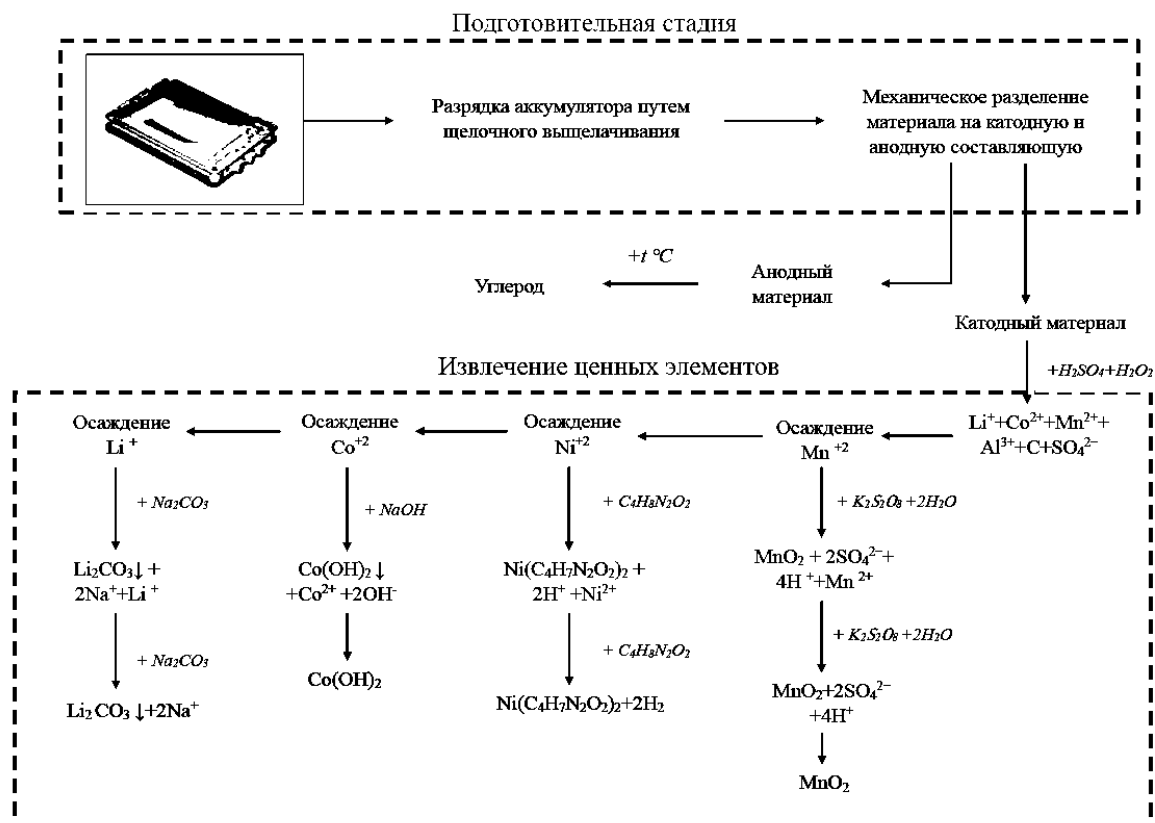 Подготовительная стадия
Разрядка аккумулятора путем
щелочного выщелачивания
Механическое разделение
материала на катодную и
анодную составляющую
+t °C
Углерод
Анодный
материал
Катодный материал
Извлечение ценных элементов
+H₂SO₄+H₂O₂
Осаждение
Li⁺
Осаждение
Co⁺²
Осаждение
Ni⁺²
Осаждение
Mn⁺²
Li⁺+Co²⁺+Mn²⁺+
Al³⁺+C+SO₄²⁻
+ Na₂CO₃
+ NaOH
+ C₄H₈N₂O₂
+ K₂S₂O₈ +2H₂O
Li₂CO₃↓+
2Na⁺+Li⁺
Co(OH)₂↓
+Co²⁺ +2OH⁻
Ni(C₄H₇N₂O₂)₂ +
2H⁺ +Ni²⁺
MnO₂ + 2SO₄²⁻+
4H⁺+Mn²⁺
+ Na₂CO₃
+ C₄H₈N₂O₂
+ K₂S₂O₈ +2H₂O
Li₂CO₃↓+2Na⁺
Co(OH)₂
Ni(C₄H₇N₂O₂)₂+2H₂
MnO₂+2SO₄²⁻
+4H⁺
MnO₂